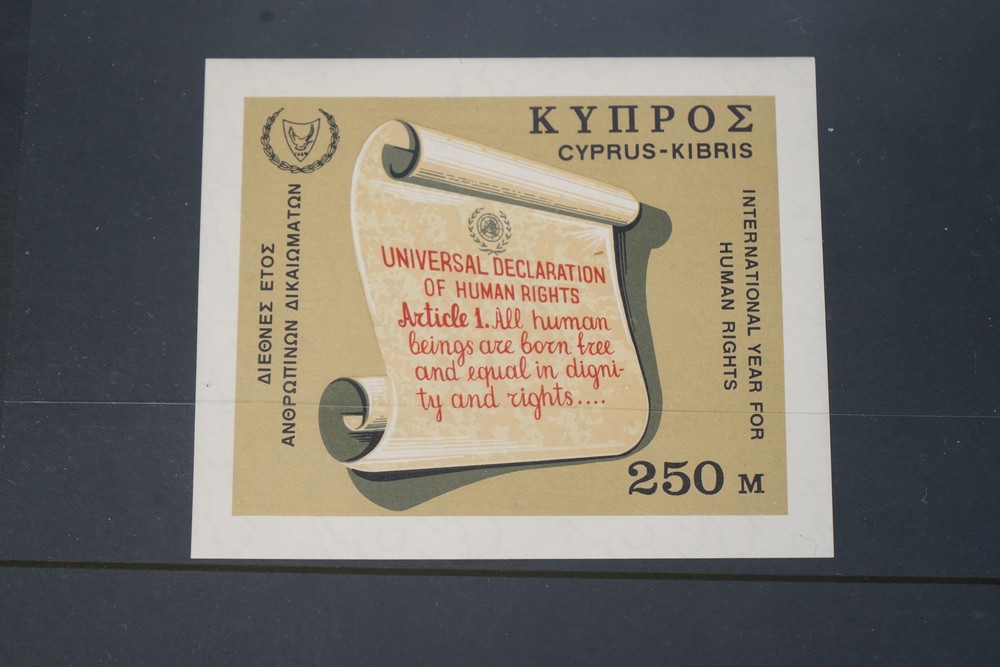 ΚΥΠΡΟΣ
CYPRUS-KIBRIS
ΔΙΕΘΝΕΣ ΕΤΟΣ
ΑΝΘΡΩΠΙΝΩΝ ΔΙΚΑΙΩΜΑΤΩΝ
UNIVERSAL DECLARATION
OF HUMAN RIGHTS
Article 1. All human
beings are born free
and equal in digni-
ty and rights....
INTERNATIONAL YEAR FOR
HUMAN RIGHTS
250 M